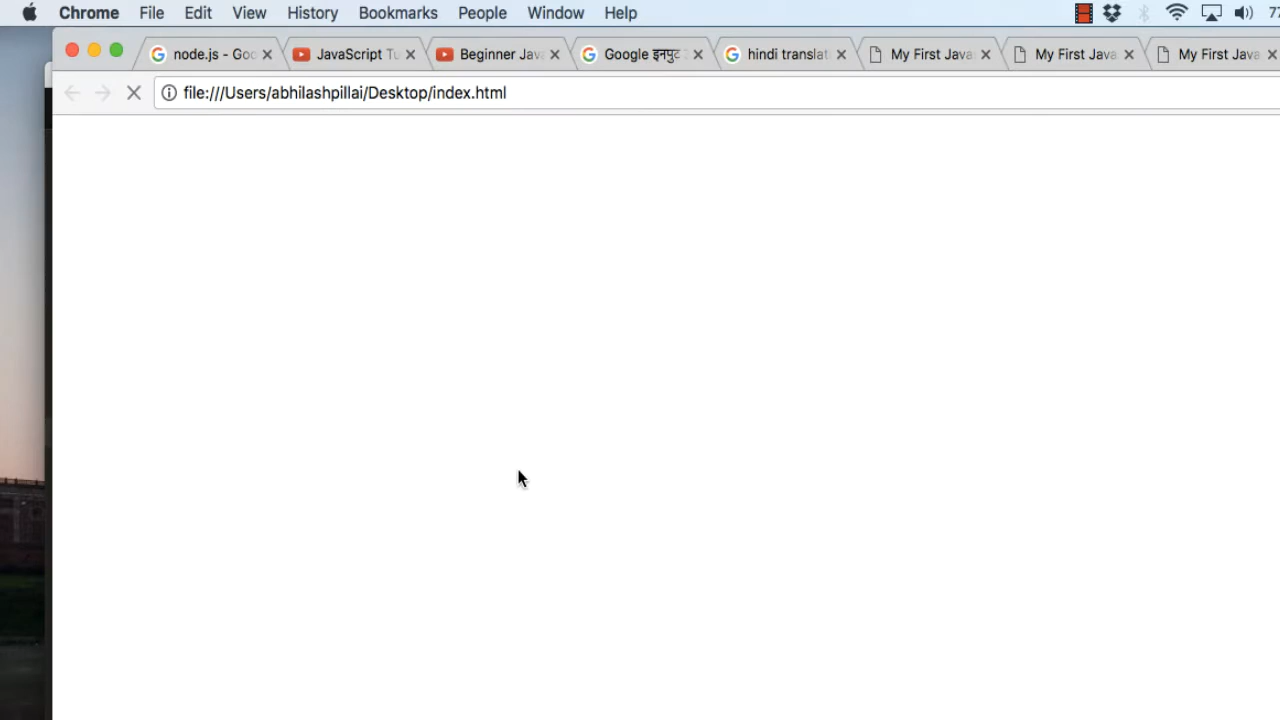 Chrome File Edit View History Bookmarks People Window Help
node.js - Goo JavaScript Tu Beginner Java Google इनपुट hindi translat My First Java My First Java My First Java
file:///Users/abhilashpillai/Desktop/index.html